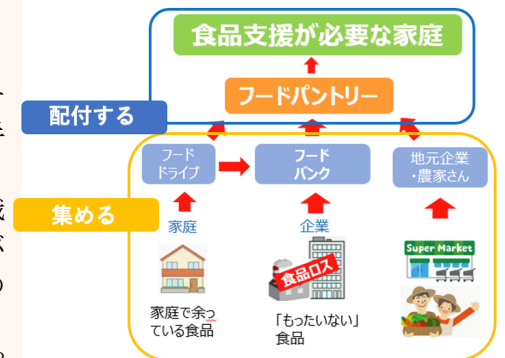 食品支援が必要な家庭
フードパントリー
配付する
フード
ドライブ
フード
バンク
地元企業
・農家さん
集める
家庭
企業
Super Market
食品ロス
家庭で余っ
ている食品
「もったいない」
食品